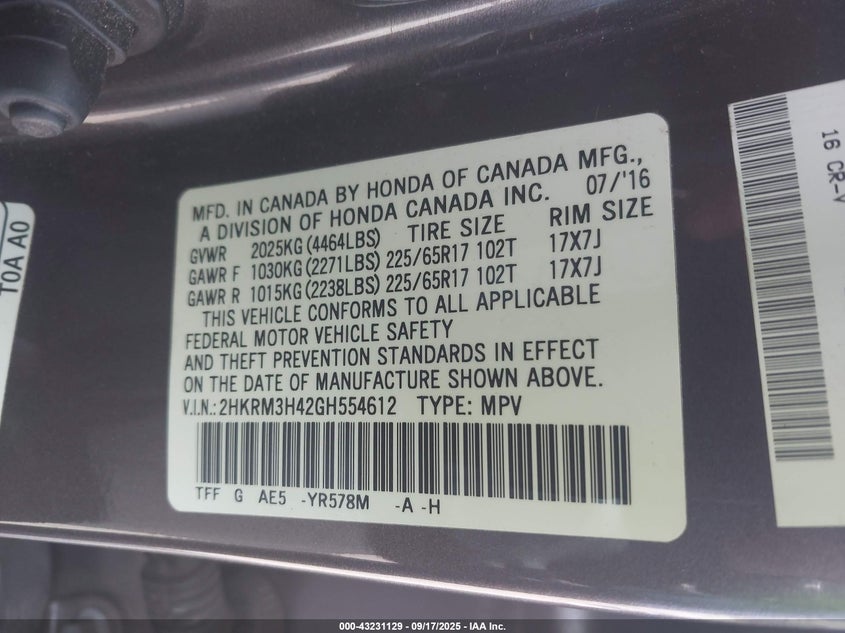 MFD. IN CANADA BY HONDA OF CANADA MFG.,
A DIVISION OF HONDA CANADA INC. 07/'16
GVWR 2025KG (4464LBS) TIRE SIZE RIM SIZE
GAWR F 1030KG (2271LBS) 225/65R17 102T 17X7J
GAWR R 1015KG (2238LBS) 225/65R17 102T 17X7J
THIS VEHICLE CONFORMS TO ALL APPLICABLE
FEDERAL MOTOR VEHICLE SAFETY
AND THEFT PREVENTION STANDARDS IN EFFECT
ON THE DATE OF MANUFACTURE SHOWN ABOVE.
V.I.N.: 2HKRM3H42GH554612 TYPE: MPV
TFF G AE5 -YR578M -A -H
T0A A0
16 CR-V
000-43231129 - 09/17/2025 - IAA Inc.